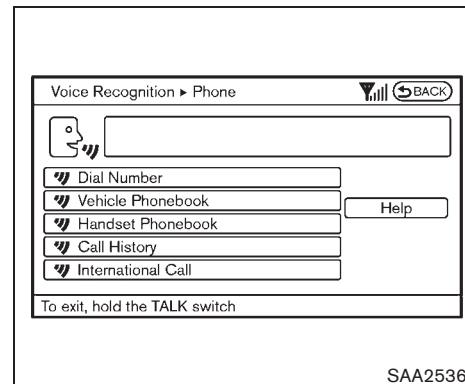 Voice Recognition ▸ Phone
BACK
Dial Number
Vehicle Phonebook
Help
Handset Phonebook
Call History
International Call
To exit, hold the TALK switch
SAA2536